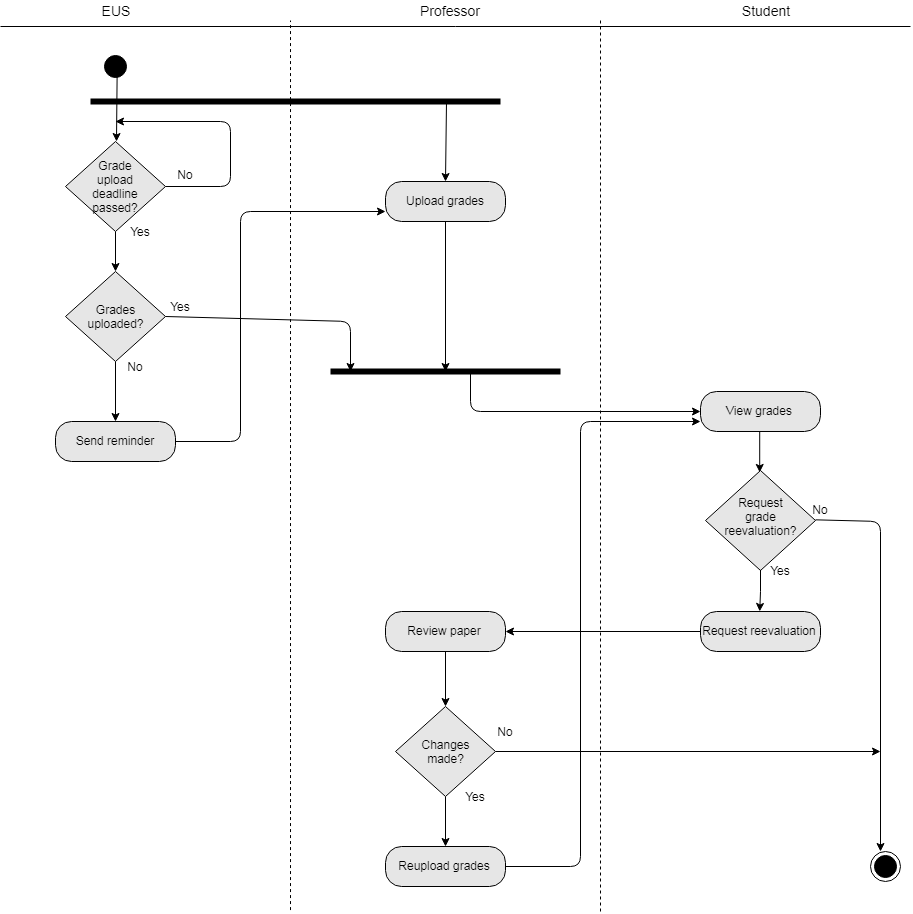 EUS
Professor
Student
Grade
upload
deadline
passed?
No
Yes
Upload grades
Grades
uploaded?
Yes
No
Send reminder
View grades
Request
grade
reevaluation?
No
Yes
Request reevaluation
Review paper
Changes
made?
No
Yes
Reupload grades